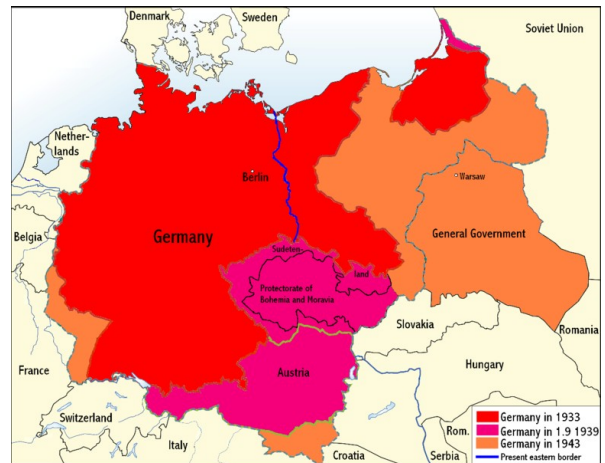 Denmark
Sweden
Soviet Union
Nether-
lands
Berlin
Warsaw
Belgia
Germany
General Government
Sudeten-
land
Protectorate of
Bohemia and Moravia
Slovakia
Romania
France
Austria
Hungary
Switzerland
Italy
Croatia
Rom.
Serbia
Germany in 1933
Germany in 1.9 1939
Germany in 1943
Present eastern border